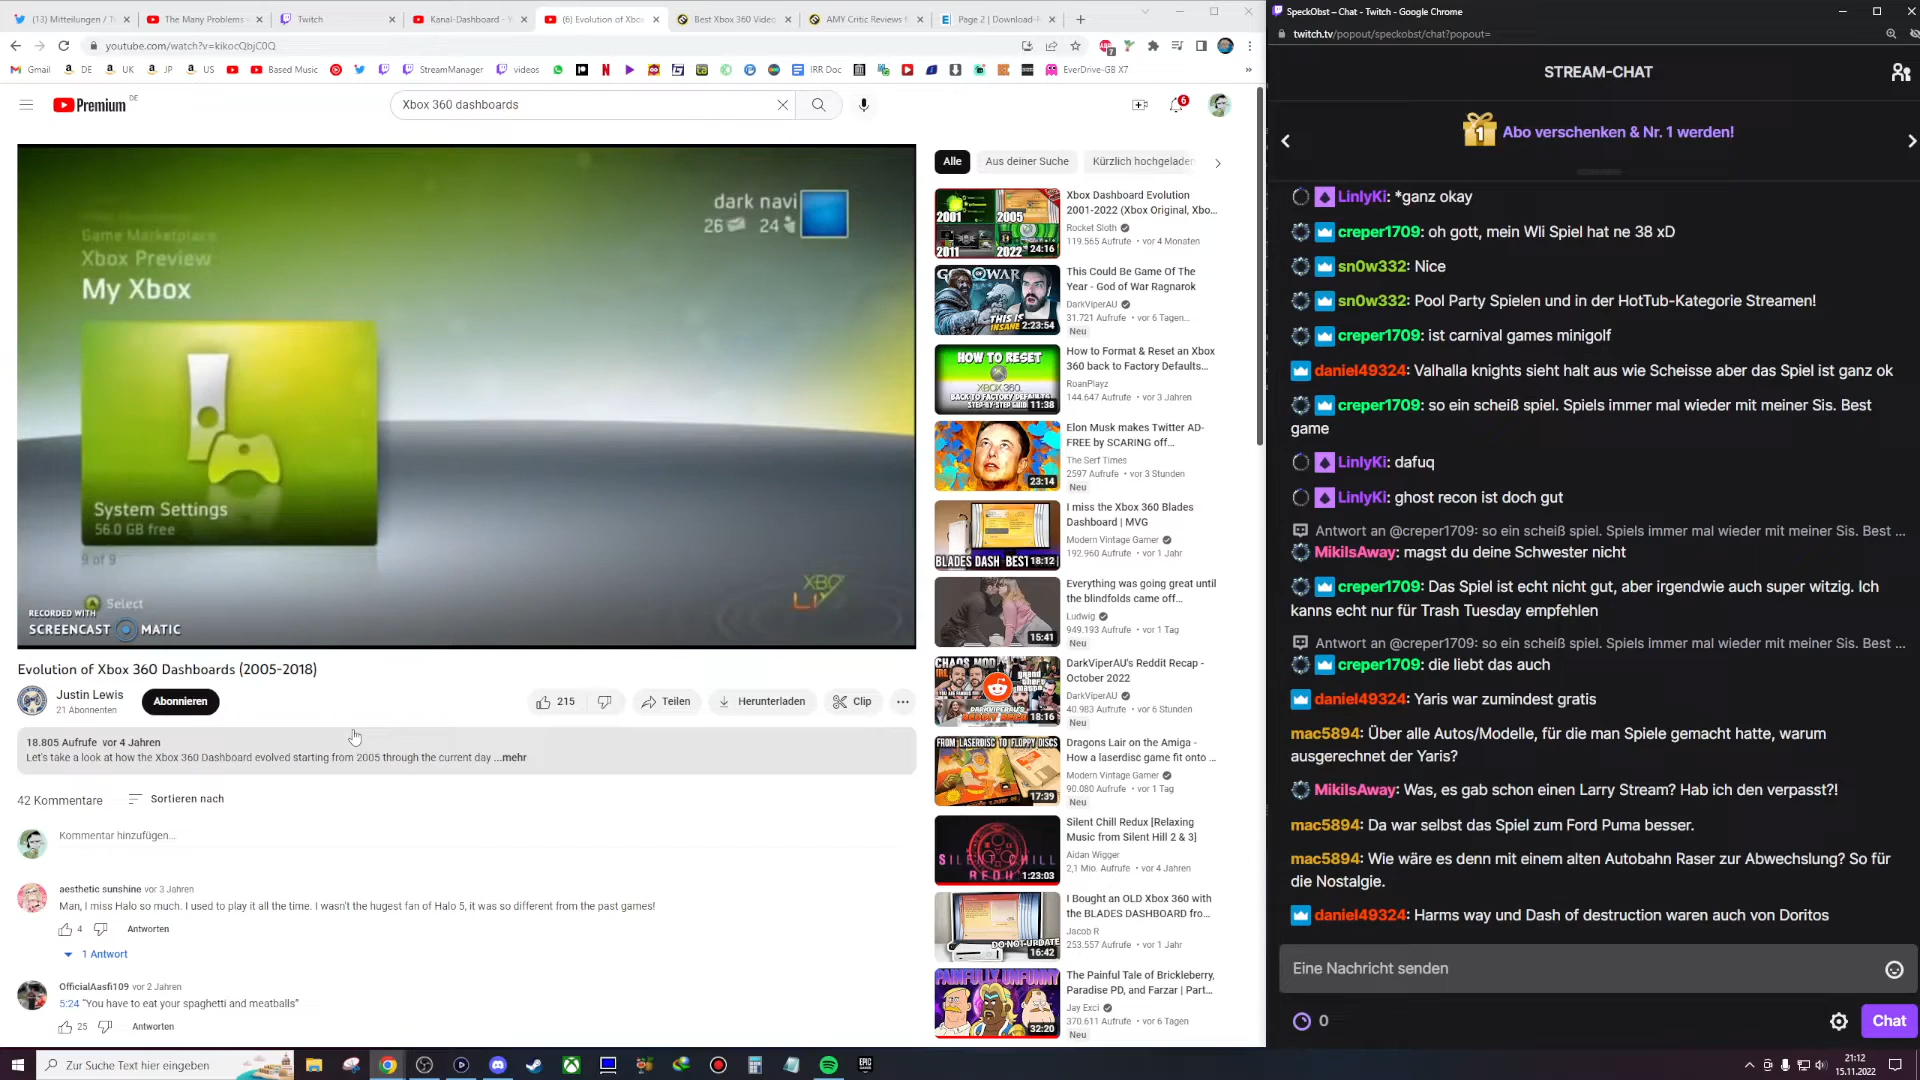 (13) Mitteilungen / T
The Many Problems
Twitch
Kanal-Dashboard - Y
(6) Evolution of Xbo
Best Xbox 360 Video
AMY Critic Reviews f
Page 2 | Download-
youtube.com/watch?v=kikocQbjC0Q
Gmail
DE
UK
JP
US
Based Music
StreamManager
videos
IRR Doc
EverDrive-GB X7
Premium DE
Xbox 360 dashboards
6
dark navi
26 24
Game Marketplace
Xbox Preview
My Xbox
System Settings
56.0 GB free
9 of 9
Select
RECORDED WITH
SCREENCAST MATIC
Evolution of Xbox 360 Dashboards (2005-2018)
Justin Lewis
21 Abonnenten
Abonnieren
215
Teilen
Herunterladen
Clip
18.805 Aufrufe vor 4 Jahren
Let's take a look at how the Xbox 360 Dashboard evolved starting from 2005 through the current day ...mehr
42 Kommentare
Sortieren nach
Kommentar hinzufügen...
aesthetic sunshine vor 3 Jahren
Man, I miss Halo so much. I used to play it all the time. I wasn't the hugest fan of Halo 5, it was so different from the past games!
4
Antworten
1 Antwort
OfficialAasfi109 vor 2 Jahren
5:24 "You have to eat your spaghetti and meatballs"
25
Antworten
Alle
Aus deiner Suche
Kürzlich hochgeladen
2001
2005
2011
2022
24:16
Xbox Dashboard Evolution
2001-2022 (Xbox Original, Xbo...
Rocket Sloth
119.565 Aufrufe • vor 4 Monaten
THIS IS
INSANE
2:23:54
This Could Be Game Of The
Year - God of War Ragnarok
DarkViperAU
31.721 Aufrufe • vor 6 Tagen...
Neu
HOW TO RESET
XBOX 360
BACK TO FACTORY DEFAULTS
STEP-BY-STEP GUIDE
11:38
How to Format & Reset an Xbox
360 back to Factory Defaults...
RoanPlayz
144.647 Aufrufe • vor 3 Jahren
23:14
Elon Musk makes Twitter AD-
FREE by SCARING off...
The Serf Times
2597 Aufrufe • vor 3 Stunden
Neu
BLADES DASH BEST
18:12
I miss the Xbox 360 Blades
Dashboard | MVG
Modern Vintage Gamer
192.960 Aufrufe • vor 1 Jahr
15:41
Everything was going great until
the blindfolds came off...
Ludwig
949.193 Aufrufe • vor 1 Tag
Neu
CHAOS MOD
18:16
DarkViperAU's Reddit Recap -
October 2022
DarkViperAU
40.983 Aufrufe • vor 6 Stunden
Neu
FROM LASERDISC TO FLOPPY DISCS
17:39
Dragons Lair on the Amiga -
How a laserdisc game fit onto ...
Modern Vintage Gamer
90.080 Aufrufe • vor 1 Tag
Neu
SILENT CHILL
REDUX
1:23:03
Silent Chill Redux [Relaxing
Music from Silent Hill 2 & 3]
Aidan Wigger
2,1 Mio. Aufrufe • vor 4 Jahren
DO NOT UPDATE
16:42
I Bought an OLD Xbox 360 with
the BLADES DASHBOARD fro...
Jacob R
253.557 Aufrufe • vor 1 Jahr
PAINFULLY UNFUNNY
32:20
The Painful Tale of Brickleberry,
Paradise PD, and Farzar | Part...
Jay Exci
370.611 Aufrufe • vor 6 Tagen
Neu
SpeckObst - Chat - Twitch - Google Chrome
twitch.tv/popout/speckobst/chat?popout=
STREAM-CHAT
1
Abo verschenken & Nr. 1 werden!
LinlyKi: *ganz okay
creper1709: oh gott, mein WIi Spiel hat ne 38 xD
sn0w332: Nice
sn0w332: Pool Party Spielen und in der HotTub-Kategorie Streamen!
creper1709: ist carnival games minigolf
daniel49324: Valhalla knights sieht halt aus wie Scheisse aber das Spiel ist ganz ok
creper1709: so ein scheiß spiel. Spiels immer mal wieder mit meiner Sis. Best
game
LinlyKi: dafuq
LinlyKi: ghost recon ist doch gut
Antwort an @creper1709: so ein scheiß spiel. Spiels immer mal wieder mit meiner Sis. Best ...
MikiIsAway: magst du deine Schwester nicht
creper1709: Das Spiel ist echt nicht gut, aber irgendwie auch super witzig. Ich
kanns echt nur für Trash Tuesday empfehlen
Antwort an @creper1709: so ein scheiß spiel. Spiels immer mal wieder mit meiner Sis. Best ...
creper1709: die liebt das auch
daniel49324: Yaris war zumindest gratis
mac5894: Über alle Autos/Modelle, für die man Spiele gemacht hatte, warum
ausgerechnet der Yaris?
MikiIsAway: Was, es gab schon einen Larry Stream? Hab ich den verpasst?!
mac5894: Da war selbst das Spiel zum Ford Puma besser.
mac5894: Wie wäre es denn mit einem alten Autobahn Raser zur Abwechslung? So für
die Nostalgie.
daniel49324: Harms way und Dash of destruction waren auch von Doritos
Eine Nachricht senden
0
Chat
Zur Suche Text hier eingeben
21:12
15.11.2022